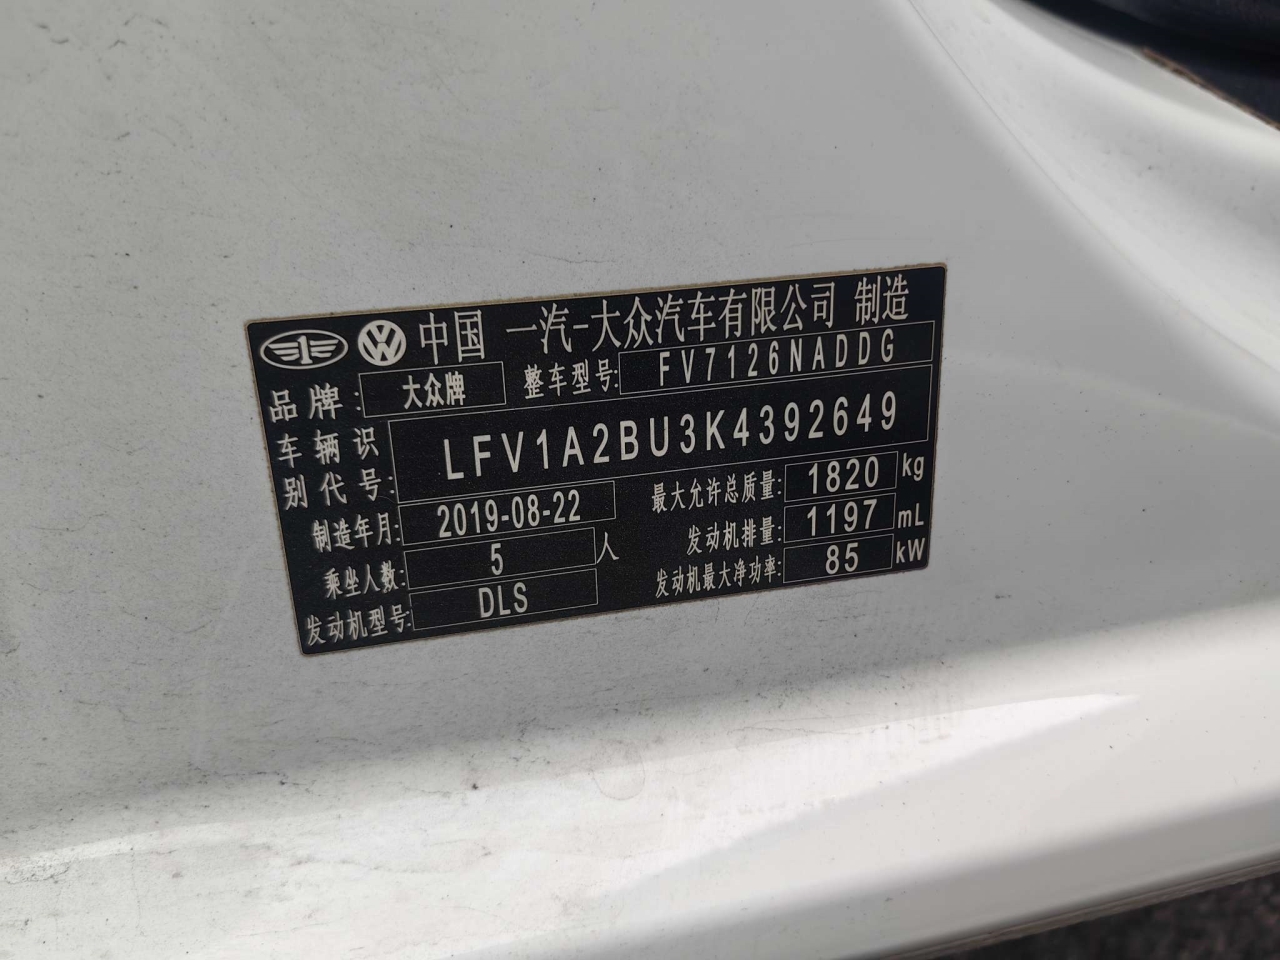 中国 一汽-大众汽车有限公司 制造
品牌: 大众牌 整车型号: FV7126NADDG
车辆识别代号: LFV1A2BU3K4392649
制造年月: 2019-08-22 最大允许总质量: 1820 kg
乘坐人数: 5 人 发动机排量: 1197 mL
发动机型号: DLS 发动机最大净功率: 85 kW